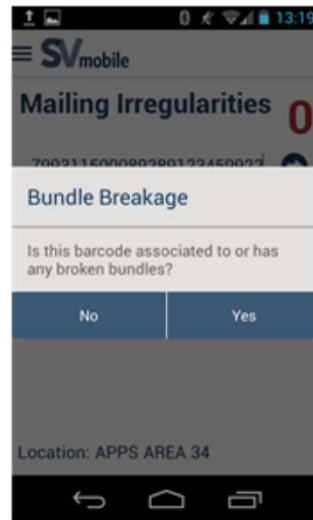 13:19
SVmobile
Mailing Irregularities 0
Bundle Breakage
Is this barcode associated to or has
any broken bundles?
No Yes
Location: APPS AREA 34